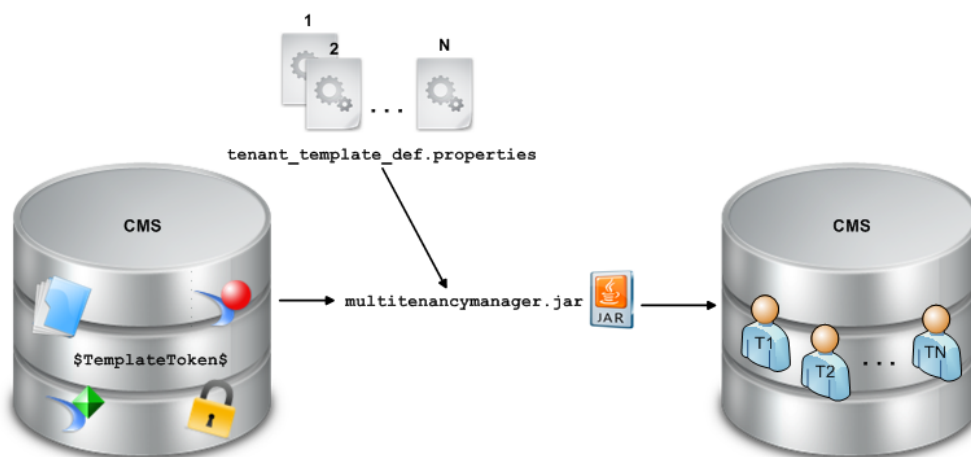 1
2
N
. . .
tenant_template_def.properties
CMS
CMS
multitenancymanager.jar
JAR
$TemplateToken$
T1
T2
. . .
TN